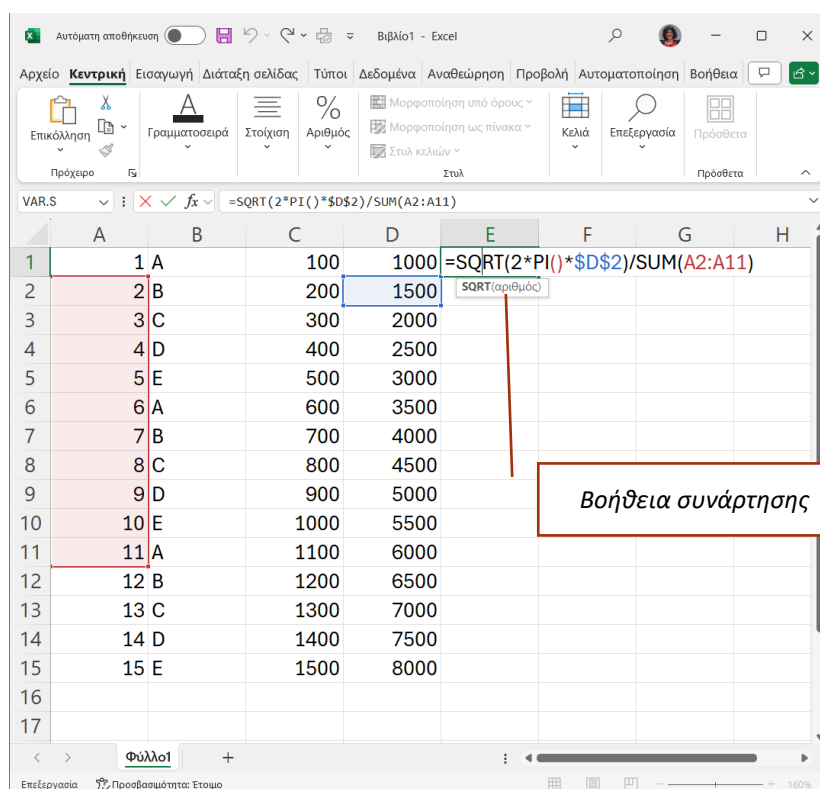 Αυτόματη αποθήκευση Βιβλίο1 - Excel
Αρχείο Κεντρική Εισαγωγή Διάταξη σελίδας Τύποι Δεδομένα Αναθεώρηση Προβολή Αυτοματοποίηση Βοήθεια
Επικόλληση Γραμματοσειρά Στοίχιση Αριθμός Μορφοποίηση υπό όρους Κελιά Επεξεργασία Πρόσθετα
Μορφοποίηση ως πίνακα
Στυλ κελιών
Πρόχειρο Στυλ Πρόσθετα
VAR.S fx =SQRT(2*PI()*$D$2)/SUM(A2:A11)
A B C D E F G H
1 1 A 100 1000 =SQRT(2*PI()*$D$2)/SUM(A2:A11)
2 2 B 200 1500 SQRT(αριθμός)
3 3 C 300 2000
4 4 D 400 2500
5 5 E 500 3000
6 6 A 600 3500
7 7 B 700 4000
8 8 C 800 4500
9 9 D 900 5000
Βοήθεια συνάρτησης
10 10 E 1000 5500
11 11 A 1100 6000
12 12 B 1200 6500
13 13 C 1300 7000
14 14 D 1400 7500
15 15 E 1500 8000
16
17
Φύλλο1 +
Επεξεργασία Προσβασιμότητα: Έτοιμο 160%